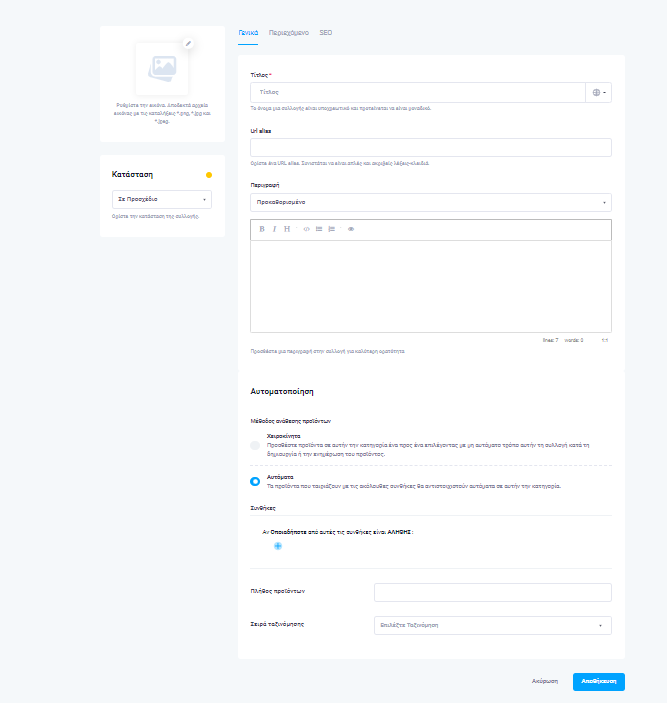 Γενικά Περιεχόμενο SEO
Ρυθμίστε την εικόνα. Αποδεκτά αρχεία
εικόνας με τις καταλήξεις *.png, *.jpg και
*.jpeg.
Κατάσταση
Σε Προσχέδιο
Ορίστε την κατάσταση της συλλογής.
Τίτλος *
Τίτλος
Το όνομα μια συλλογής είναι υποχρεωτικό και προτείνεται να είναι μοναδικό.
Url alias
Ορίστε ένα URL alias. Συνιστάται να είναι απλές και ακριβείς λέξεις-κλειδιά.
Περιγραφή
Προκαθορισμένο
B I H
lines: 7 words: 0
Προσθέστε μια περιγραφή στην συλλογή για καλύτερη ορατότητα
Αυτοματοποίηση
Μέθοδος ανάθεσης προϊόντων
Χειροκίνητα
Προσθέστε προϊόντα σε αυτήν την κατηγορία ένα προς ένα επιλέγοντας με μη αυτόματο τρόπο αυτήν τη συλλογή κατά τη
δημιουργία ή την ενημέρωση του προϊόντος.
Αυτόματα
Τα προϊόντα που ταιριάζουν με τις ακόλουθες συνθήκες θα αντιστοιχιστούν αυτόματα σε αυτήν την κατηγορία.
Συνθήκες
Αν Οποιαδήποτε από αυτές τις συνθήκες είναι ΑΛΗΘΗΣ:
Πλήθος προϊόντων
Σειρά ταξινόμησης
Επιλέξτε Ταξινόμηση
Ακύρωση
Αποθήκευση